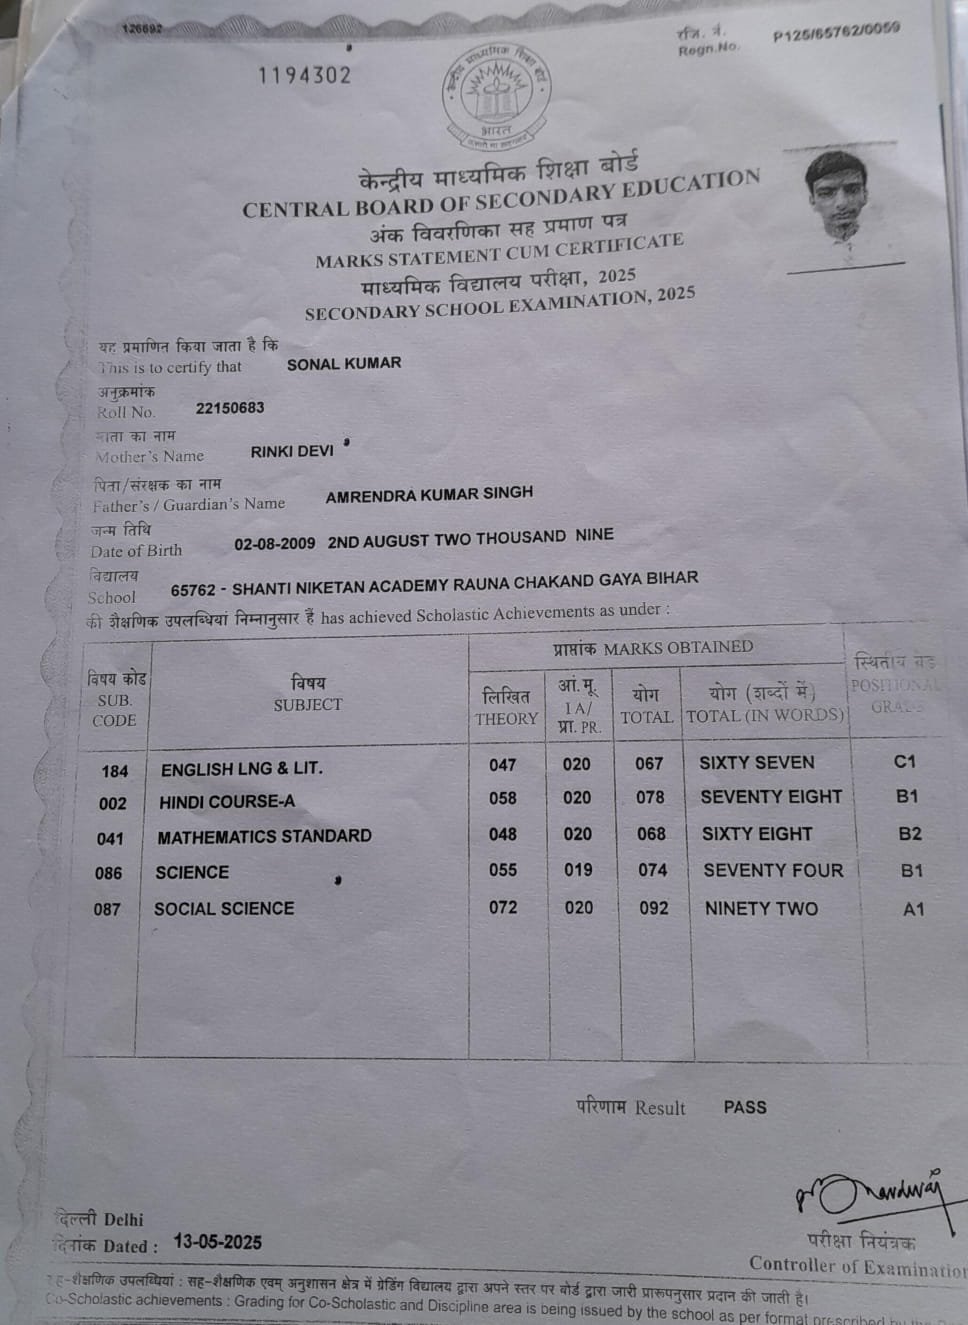 126692
रजि. नं.
Regn.No. P125/65762/0059
1194302
केन्द्रीय माध्यमिक शिक्षा बोर्ड
भारत
केन्द्रीय माध्यमिक शिक्षा बोर्ड
CENTRAL BOARD OF SECONDARY EDUCATION
अंक विवरणिका सह प्रमाण पत्र
MARKS STATEMENT CUM CERTIFICATE
माध्यमिक विद्यालय परीक्षा, 2025
SECONDARY SCHOOL EXAMINATION, 2025
यह प्रमाणित किया जाता है कि
This is to certify that SONAL KUMAR
अनुक्रमांक
Roll No. 22150683
माता का नाम
Mother's Name RINKI DEVI
पिता/संरक्षक का नाम
Father's / Guardian's Name AMRENDRA KUMAR SINGH
जन्म तिथि
Date of Birth 02-08-2009 2ND AUGUST TWO THOUSAND NINE
विद्यालय
School 65762 - SHANTI NIKETAN ACADEMY RAUNA CHAKAND GAYA BIHAR
की शैक्षणिक उपलब्धियां निम्नानुसार हैं has achieved Scholastic Achievements as under :
विषय कोड
SUB.
CODE
विषय
SUBJECT
प्राप्तांक MARKS OBTAINED
लिखित
THEORY
आं.मू
IA/
प्रा. PR.
योग
TOTAL
योग (शब्दों में)
TOTAL (IN WORDS)
स्थितीय ग्रेड
POSITIONAL
GRADE
184 ENGLISH LNG & LIT. 047 020 067 SIXTY SEVEN C1
002 HINDI COURSE-A 058 020 078 SEVENTY EIGHT B1
041 MATHEMATICS STANDARD 048 020 068 SIXTY EIGHT B2
086 SCIENCE 055 019 074 SEVENTY FOUR B1
087 SOCIAL SCIENCE 072 020 092 NINETY TWO A1
परिणाम Result PASS
दिल्ली Delhi
दिनांक Dated : 13-05-2025
परीक्षा नियंत्रक
Controller of Examination
सह-शैक्षणिक उपलब्धियां : सह-शैक्षणिक एवम् अनुशासन क्षेत्र में ग्रेडिंग विद्यालय द्वारा अपने स्तर पर बोर्ड द्वारा जारी प्रारूपनुसार प्रदान की जाती है।
Co-Scholastic achievements : Grading for Co-Scholastic and Discipline area is being issued by the school as per format prescribed by the